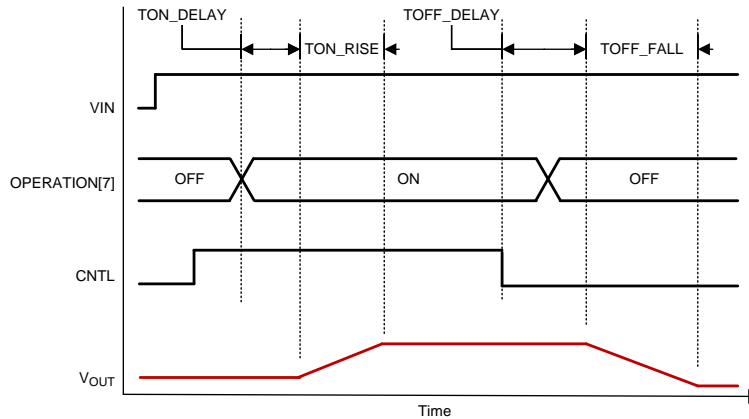 TON_DELAY
TOFF_DELAY
TON_RISE
TOFF_FALL
VIN
OPERATION[7]
OFF
ON
OFF
CNTL
VOUT
Time